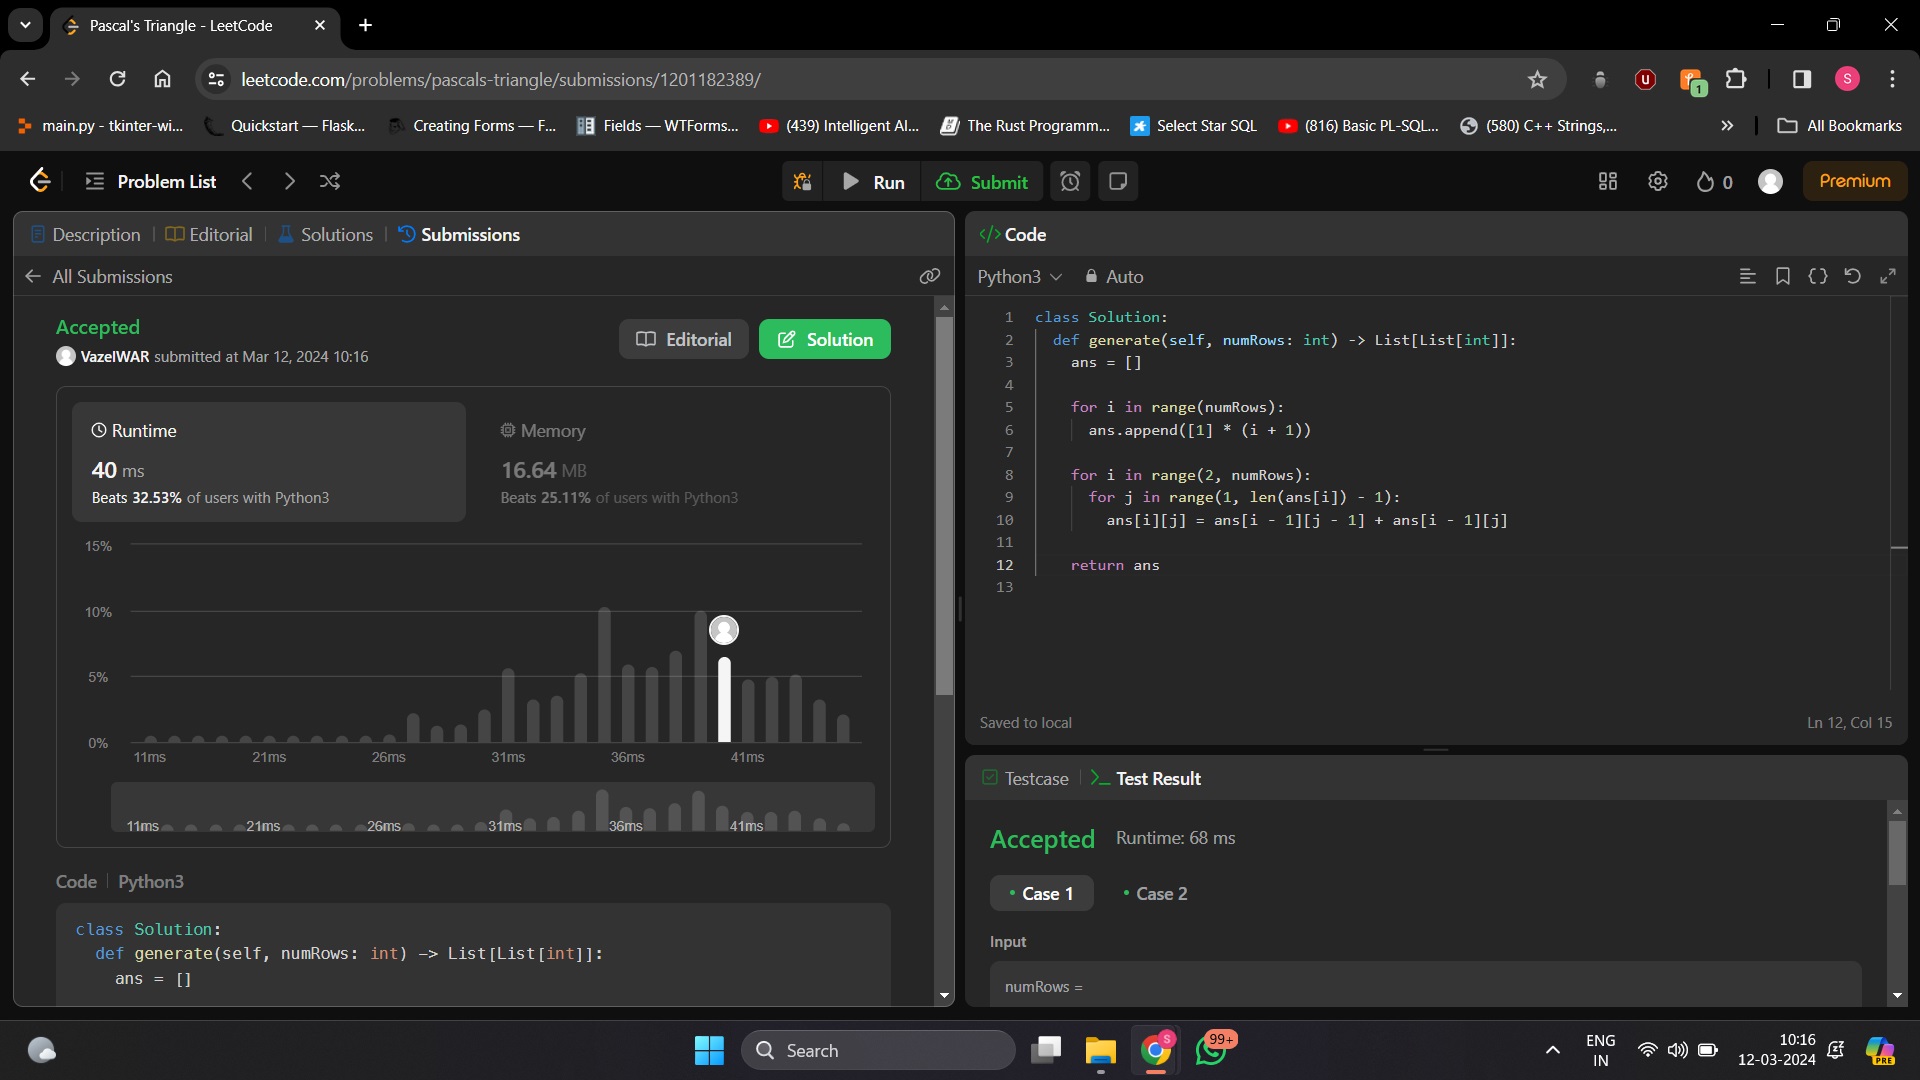 Pascal's Triangle - LeetCode
leetcode.com/problems/pascals-triangle/submissions/1201182389/
U
1
S
main.py - tkinter-wi...
Quickstart — Flask...
Creating Forms — F...
Fields — WTForms...
(439) Intelligent AI...
The Rust Programm...
Select Star SQL
(816) Basic PL-SQL...
(580) C++ Strings,...
All Bookmarks
Problem List
Run
Submit
0
Premium
Description
Editorial
Solutions
Submissions
All Submissions
Accepted
VazelWAR submitted at Mar 12, 2024 10:16
Editorial
Solution
Runtime
40 ms
Beats 32.53% of users with Python3
Memory
16.64 MB
Beats 25.11% of users with Python3
15%
10%
5%
0%
11ms 21ms 26ms 31ms 36ms 41ms
11ms 21ms 26ms 31ms 36ms 41ms
Code | Python3
class Solution:
def generate(self, numRows: int) -> List[List[int]]:
ans = []
</> Code
Python3
Auto
1 class Solution:
2 def generate(self, numRows: int) -> List[List[int]]:
3 ans = []
4
5 for i in range(numRows):
6 ans.append([1] * (i + 1))
7
8 for i in range(2, numRows):
9 for j in range(1, len(ans[i]) - 1):
10 ans[i][j] = ans[i - 1][j - 1] + ans[i - 1][j]
11
12 return ans
13
Saved to local
Ln 12, Col 15
Testcase
Test Result
Accepted Runtime: 68 ms
Case 1
Case 2
Input
numRows =
Search
S
99+
ENG
IN
10:16
12-03-2024
PRE